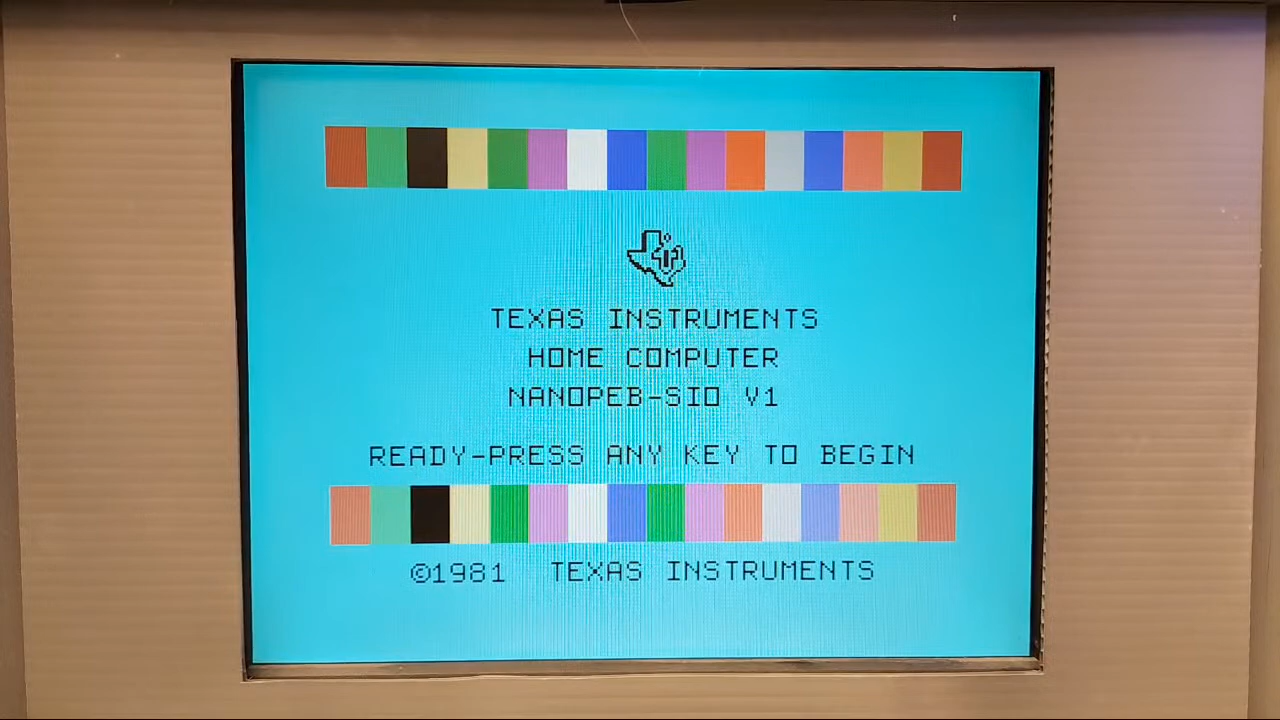 TEXAS INSTRUMENTS
HOME COMPUTER
NANOPEB-SIO V1
READY-PRESS ANY KEY TO BEGIN
©1981 TEXAS INSTRUMENTS